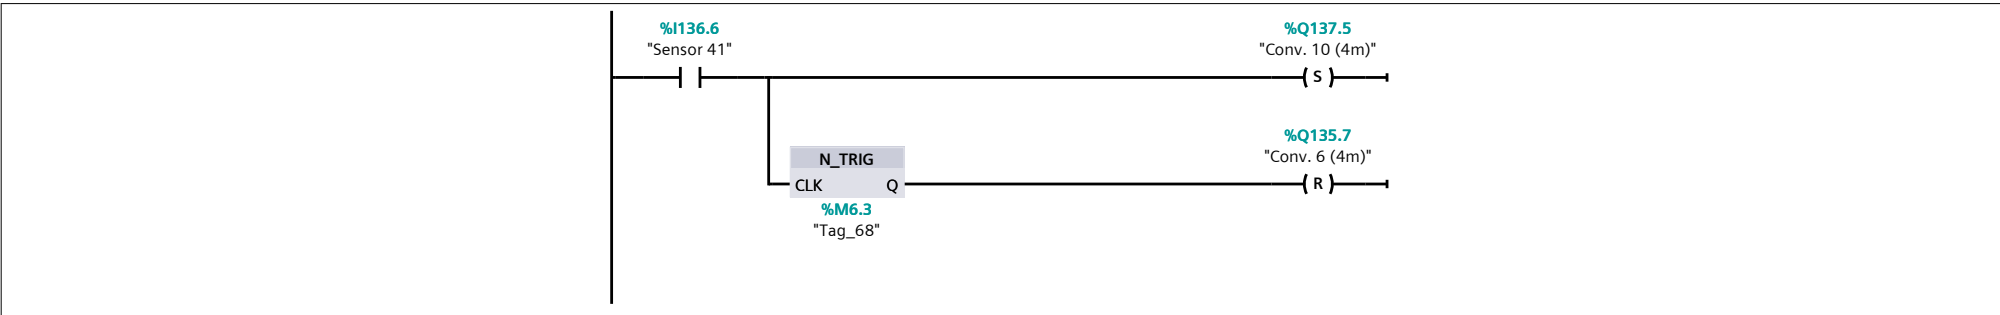 %I136.6
"Sensor 41"
%Q137.5
"Conv. 10 (4m)"
S
%Q135.7
"Conv. 6 (4m)"
N_TRIG
CLK Q
R
%M6.3
"Tag_68"